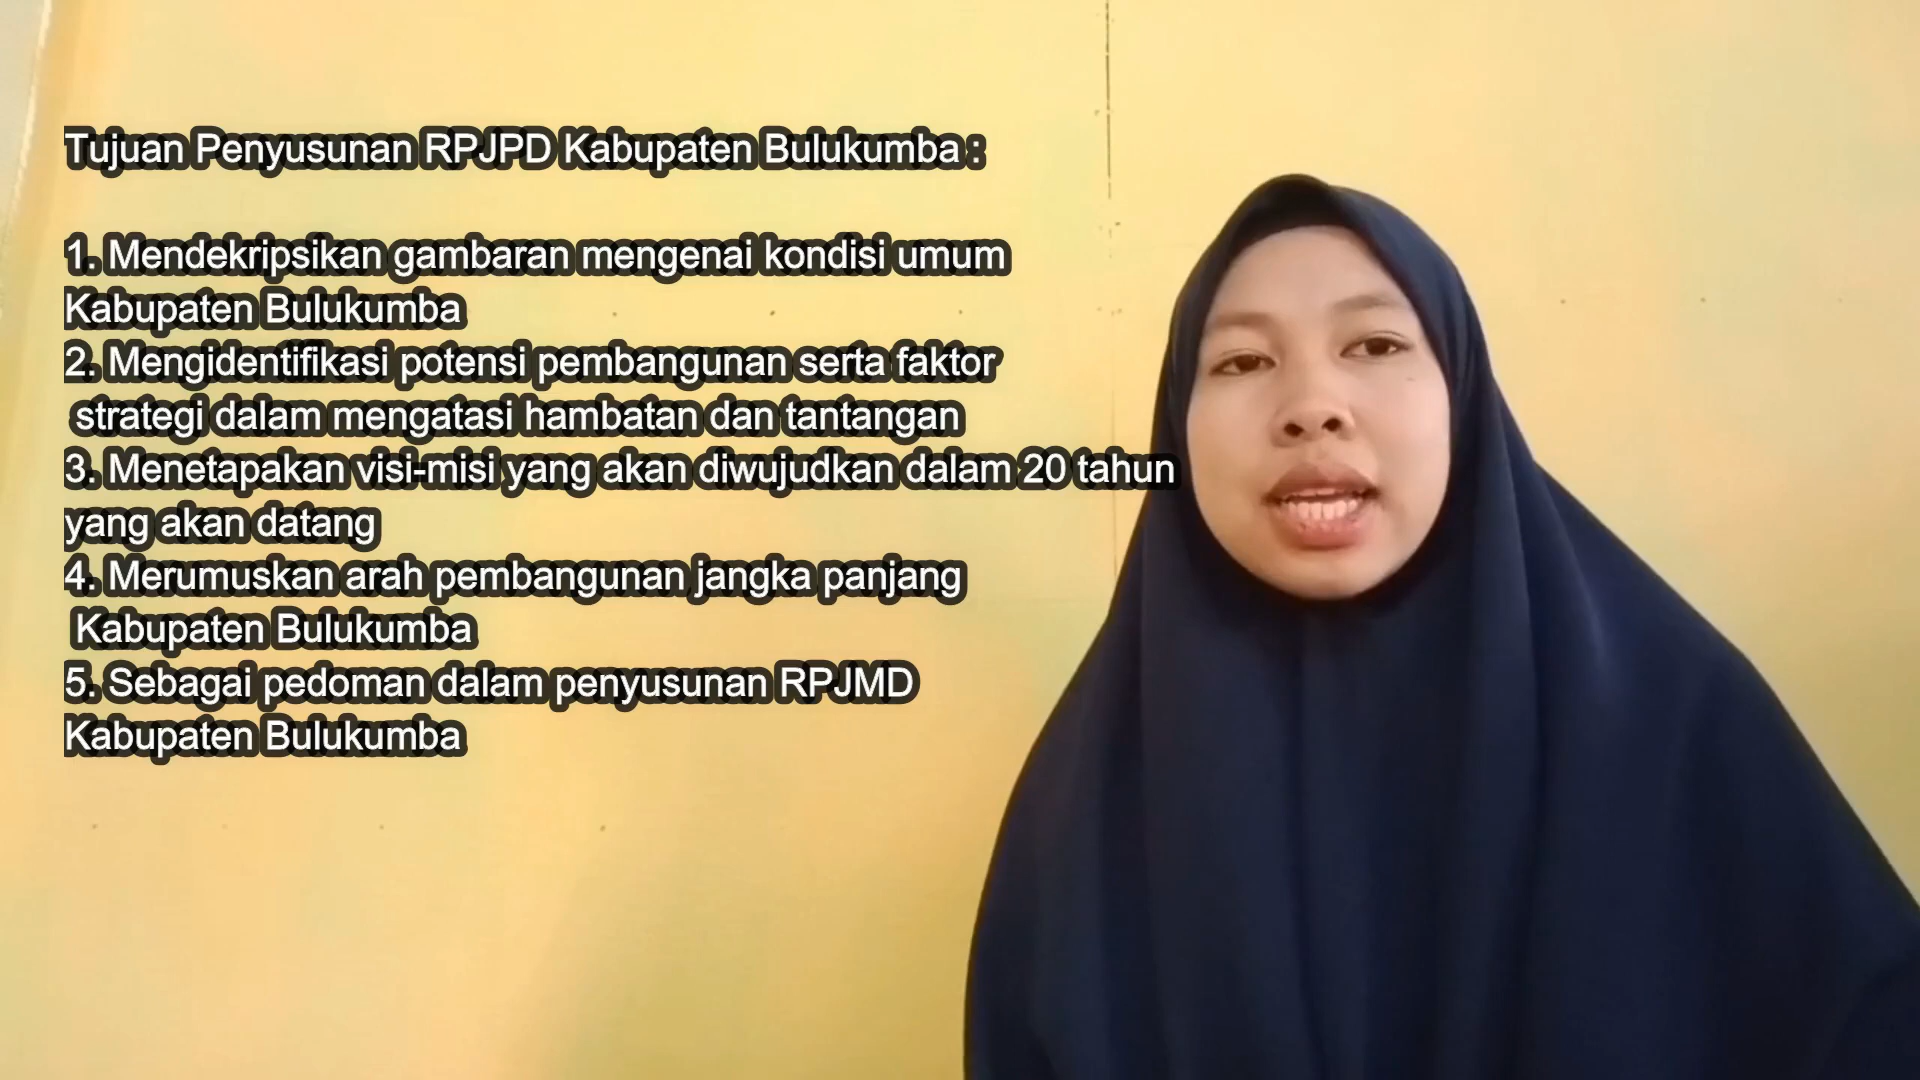 Tujuan Penyusunan RPJPD Kabupaten Bulukumba :
1. Mendekripsikan gambaran mengenai kondisi umum
Kabupaten Bulukumba
2. Mengidentifikasi potensi pembangunan serta faktor
strategi dalam mengatasi hambatan dan tantangan
3. Menetapakan visi-misi yang akan diwujudkan dalam 20 tahun
yang akan datang
4. Merumuskan arah pembangunan jangka panjang
Kabupaten Bulukumba
5. Sebagai pedoman dalam penyusunan RPJMD
Kabupaten Bulukumba